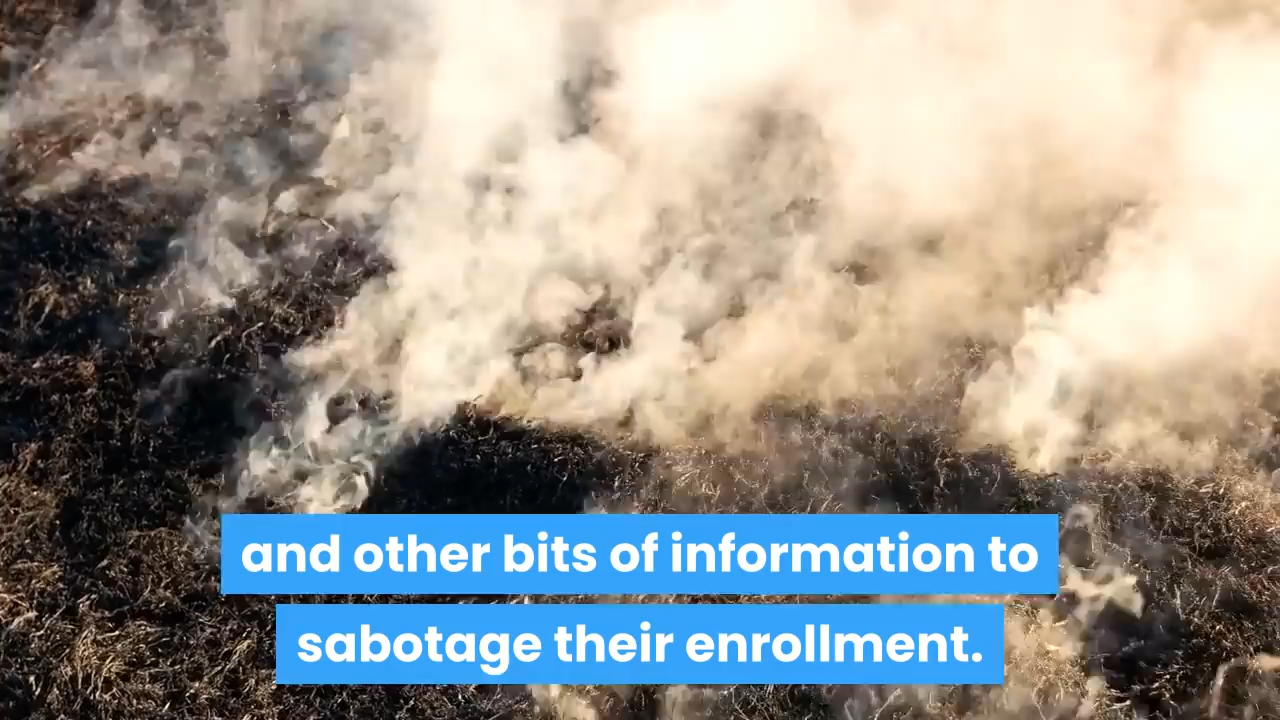 and other bits of information to
sabotage their enrollment.